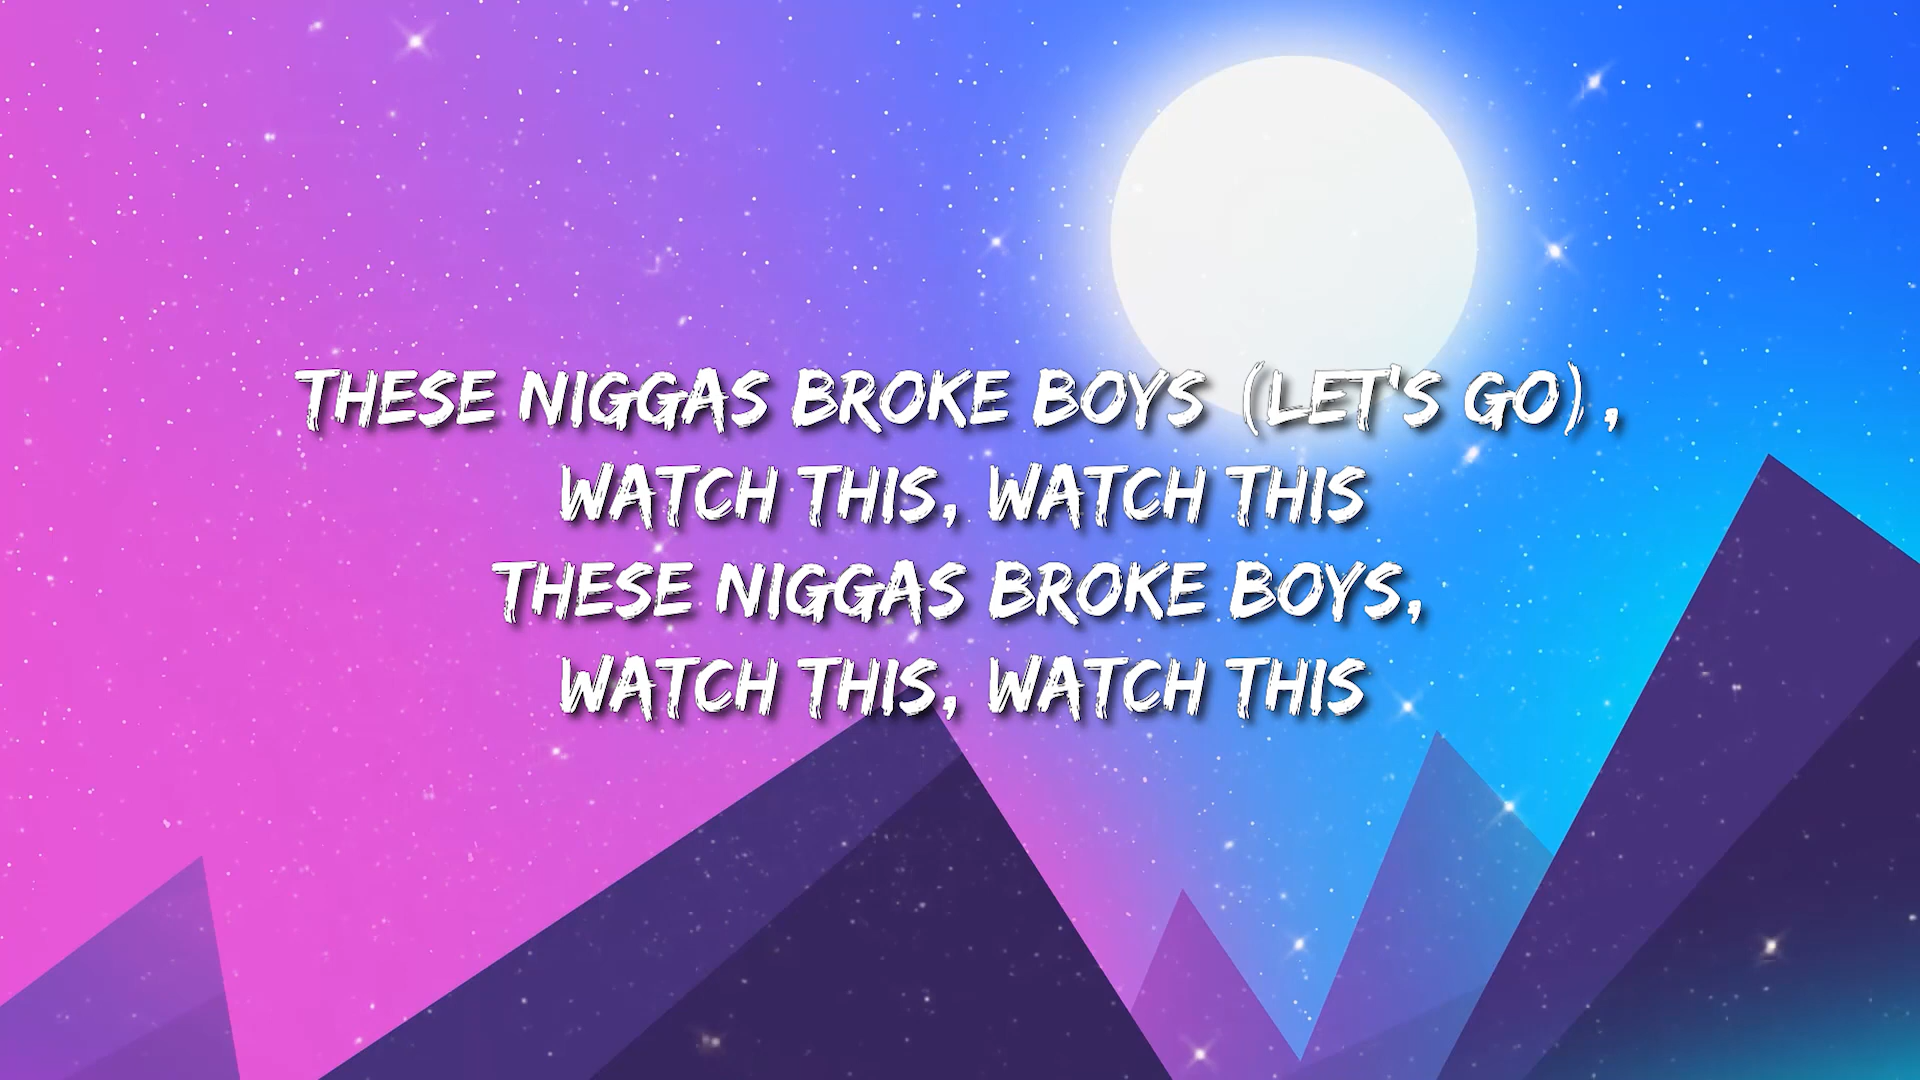 THESE NIGGAS BROKE BOYS (LET'S GO),
WATCH THIS, WATCH THIS
THESE NIGGAS BROKE BOYS,
WATCH THIS, WATCH THIS